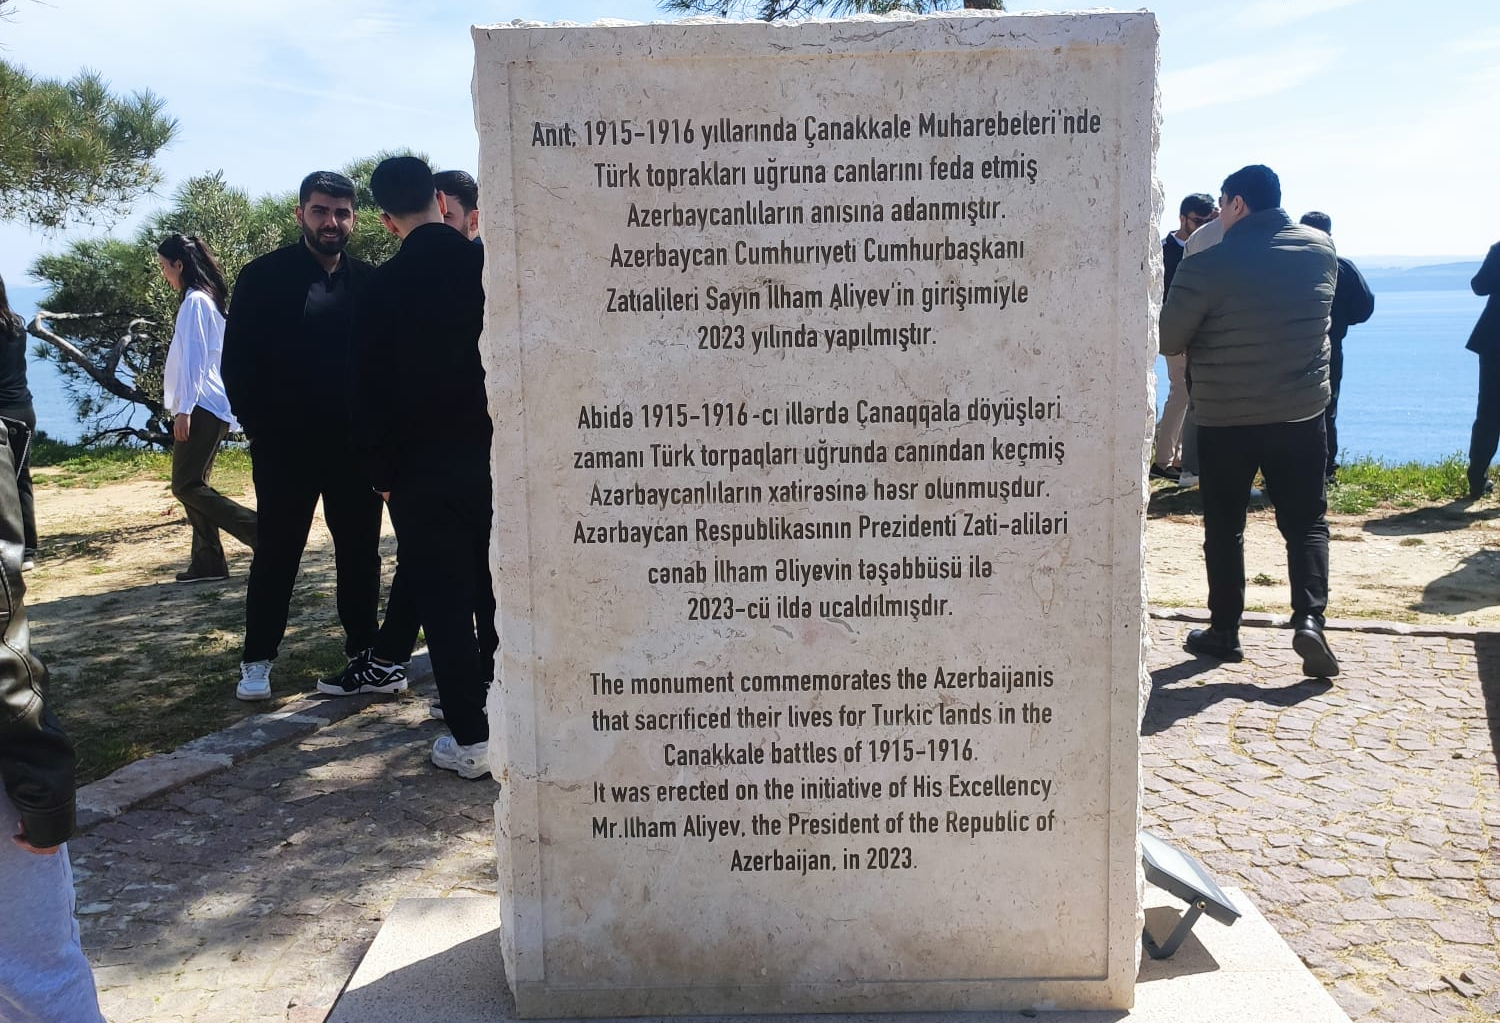 Anıt, 1915-1916 yıllarında Çanakkale Muharebeleri'nde
Türk toprakları uğruna canlarını feda etmiş
Azerbaycanlıların anısına adanmıştır.
Azerbaycan Cumhurıyeti Cumhurbaşkanı
Zatıalileri Sayın İlham Aliyev'in girişimiyle
2023 yılında yapılmıştır.
Abidə 1915-1916-cı illərdə Çanaqqala döyüşləri
zamanı Türk torpaqları uğrunda canından keçmiş
Azərbaycanlıların xatirəsinə həsr olunmuşdur.
Azərbaycan Respublikasının Prezidenti Zati-aliləri
cənab İlham Əliyevin təşəbbüsü ilə
2023-cü ildə ucaldılmışdır.
The monument commemorates the Azerbaijanis
that sacrificed their lives for Turkic lands in the
Çanakkale battles of 1915-1916.
It was erected on the initiative of His Excellency
Mr.Ilham Aliyev, the President of the Republic of
Azerbaijan, in 2023.